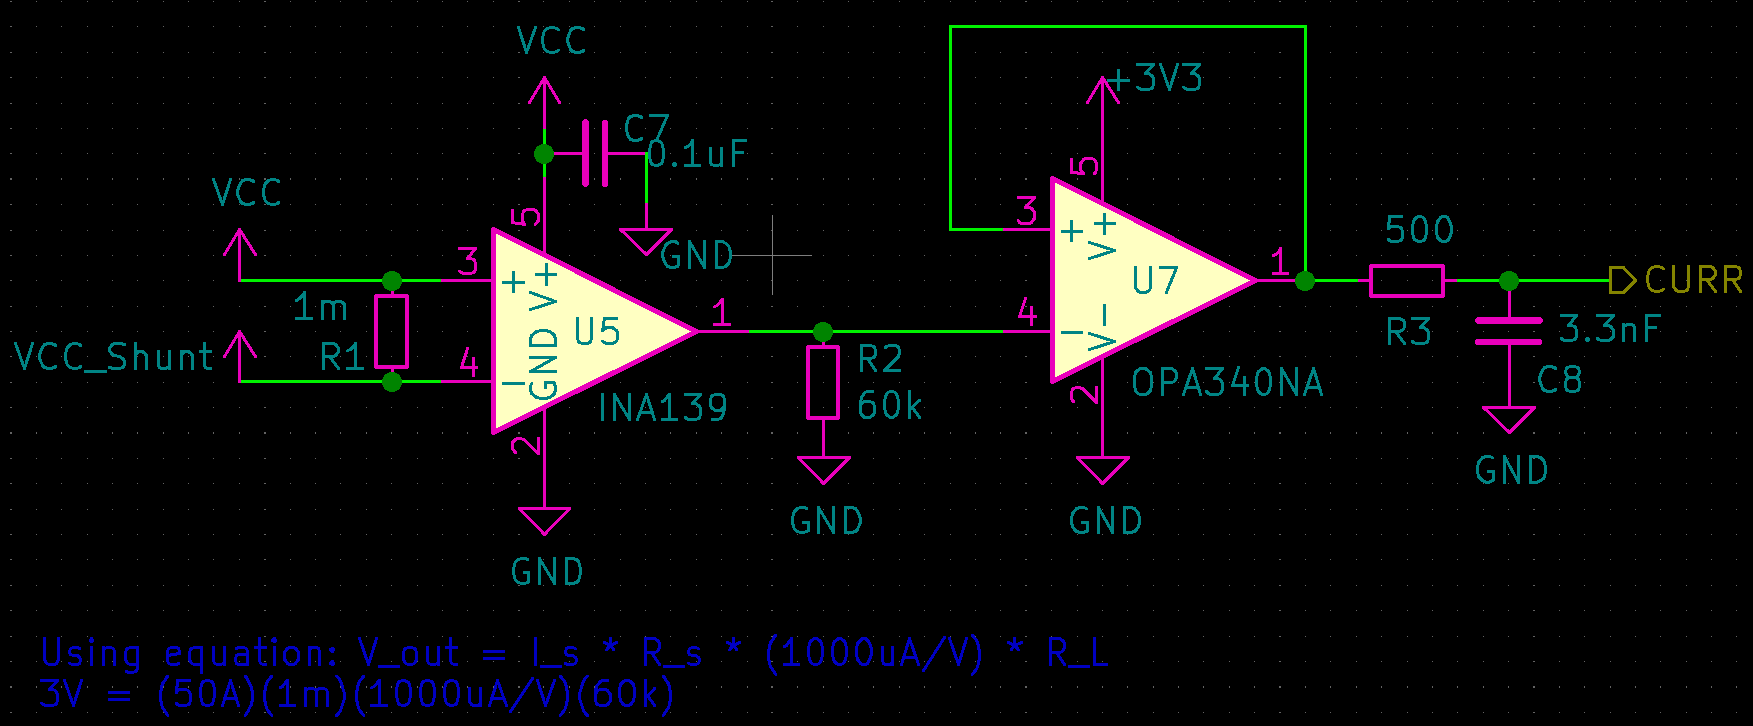 VCC
C7
0.1uF
GND
VCC
VCC_Shunt
1m
R1
3
4
5
2
1
+
-
V+
GND
U5
INA139
GND
R2
60k
GND
+3V3
3
4
5
2
1
+
-
V+
V-
U7
OPA340NA
GND
500
R3
3.3nF
C8
GND
CURR
Using equation: V_out = I_s * R_s * (1000uA/V) * R_L
3V = (50A)(1m)(1000uA/V)(60k)